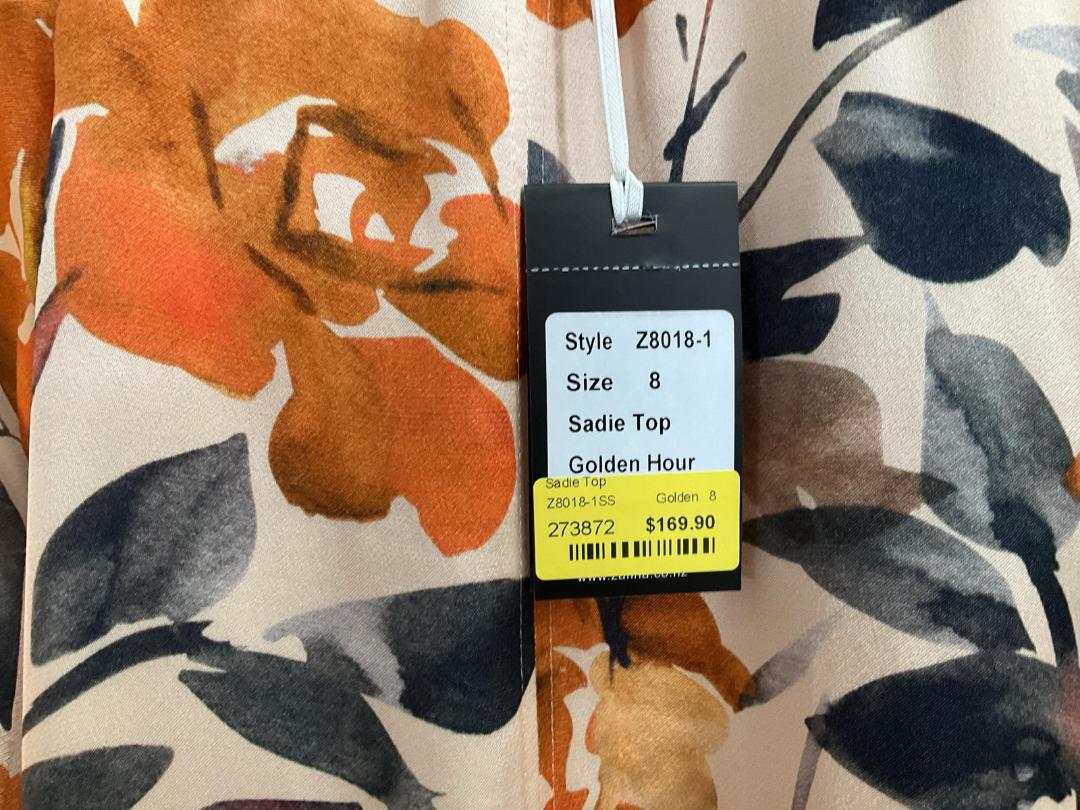 Style Z8018-1
Size 8
Sadie Top
Golden Hour
Sadie Top
Z8018-1SS Golden 8
273872 $169.90